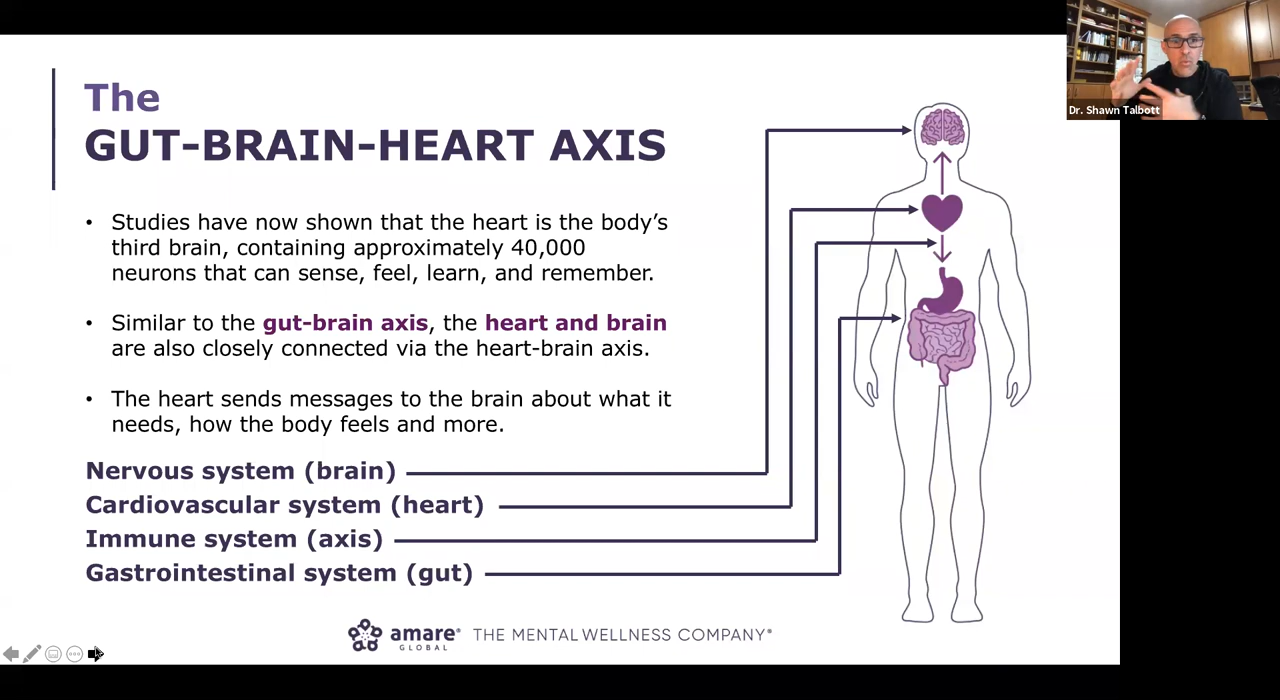 Dr. Shawn Talbott
The
GUT-BRAIN-HEART AXIS
• Studies have now shown that the heart is the body’s
third brain, containing approximately 40,000
neurons that can sense, feel, learn, and remember.
• Similar to the gut-brain axis, the heart and brain
are also closely connected via the heart-brain axis.
• The heart sends messages to the brain about what it
needs, how the body feels and more.
Nervous system (brain)
Cardiovascular system (heart)
Immune system (axis)
Gastrointestinal system (gut)
amare® THE MENTAL WELLNESS COMPANY®
GLOBAL